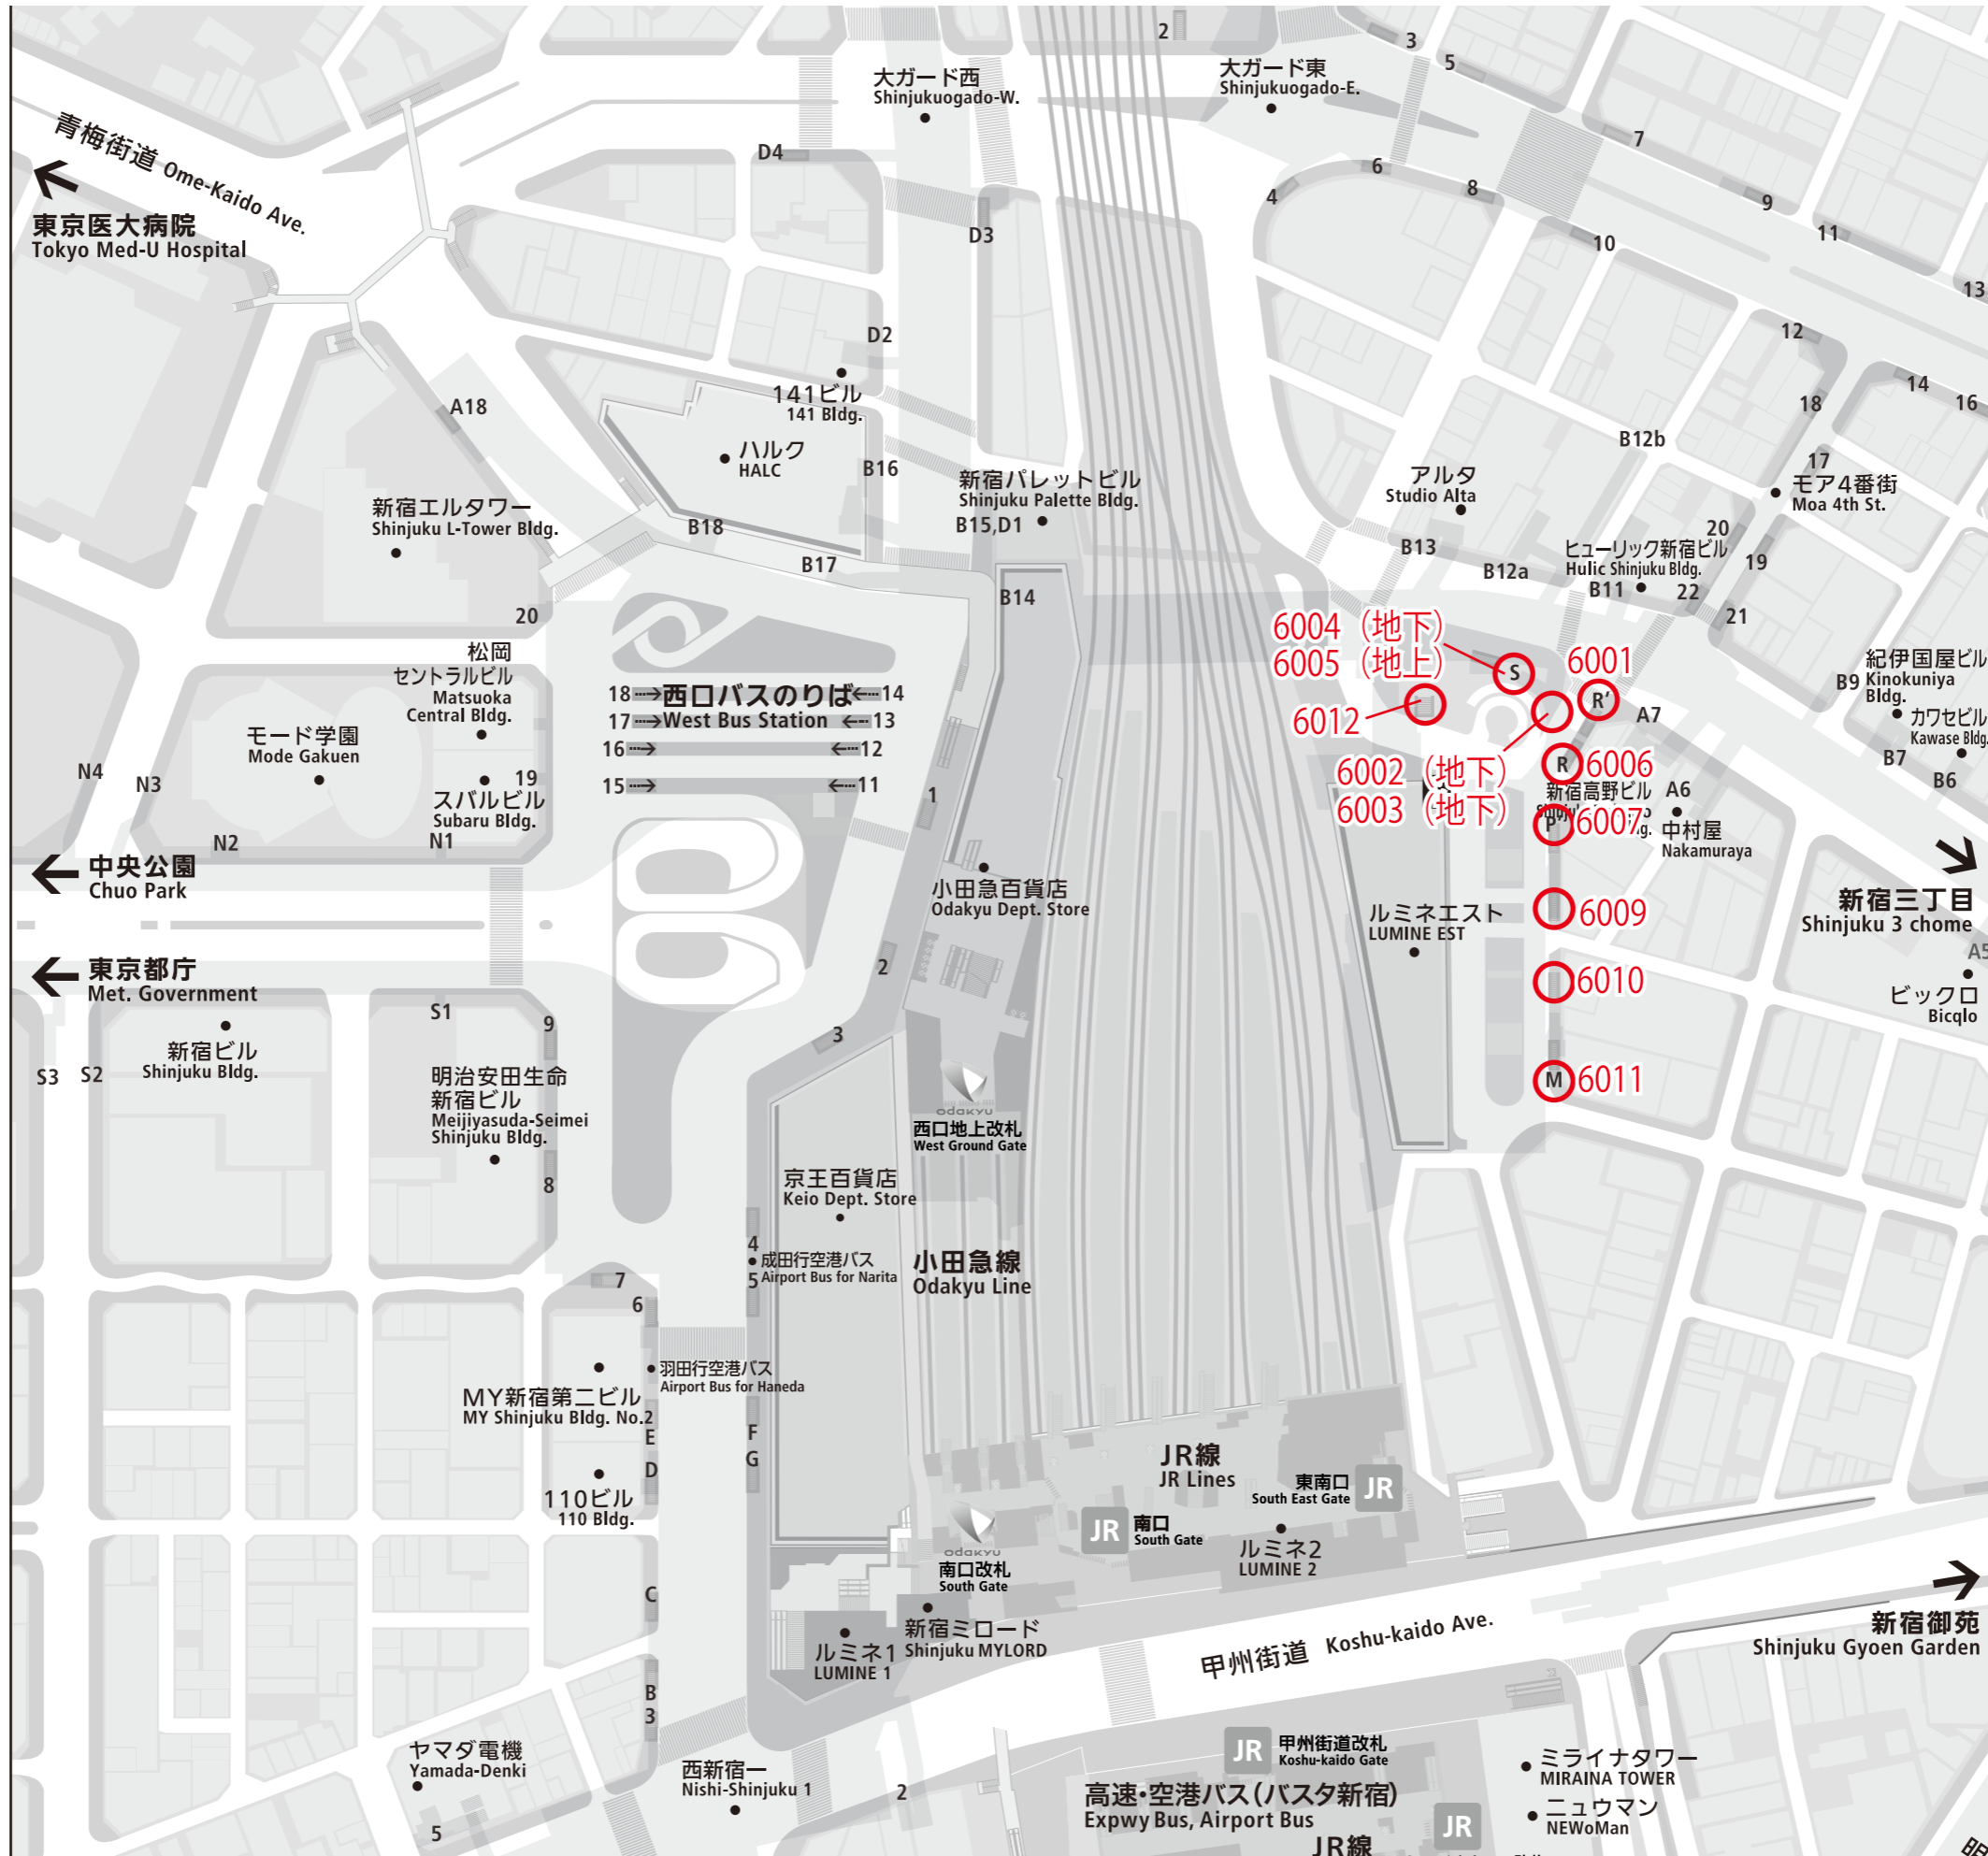 2
3
5
大ガード西
Shinjukuogado-W.
大ガード東
Shinjukuogado-E.
青梅街道 Ome-Kaido Ave.
東京医大病院
Tokyo Med-U Hospital
D4
D3
D2
4
6
8
7
9
10
11
13
12
14
16
18
17
141ビル
141 Bldg.
A18
ハルク
HALC
B16
B12b
モア4番街
Moa 4th St.
アルタ
Studio Alta
新宿エルタワー
Shinjuku L-Tower Bldg.
新宿パレットビル
Shinjuku Palette Bldg.
B15,D1
B18
B17
B14
B13
B12a
20
19
ヒューリック新宿ビル
Hulic Shinjuku Bldg.
B11
22
21
20
松岡
セントラルビル
Matsuoka
Central Bldg.
6004（地下）
6005（地上）
S
6001
R’
6012
A7
紀伊国屋ビル
Kinokuniya
Bldg.
B9
カワセビル
Kawase Bldg.
B7
B6
18
西口バスのりば
West Bus Station
14
17
13
16
12
15
11
モード学園
Mode Gakuen
N4
N3
19
スバルビル
Subaru Bldg.
N2
N1
1
6002（地下）
6003（地下）
R
6006
新宿高野ビル
A6
P’
6007
中村屋
Nakamuraya
中央公園
Chuo Park
小田急百貨店
Odakyu Dept. Store
ルミネエスト
LUMINE EST
6009
新宿三丁目
Shinjuku 3 chome
A5
東京都庁
Met. Government
2
6010
ビックロ
Bicqlo
S1
9
3
新宿ビル
Shinjuku Bldg.
S3
S2
明治安田生命
新宿ビル
Meijiyasuda-Seimei
Shinjuku Bldg.
8
M
6011
ODAKYU
西口地上改札
West Ground Gate
京王百貨店
Keio Dept. Store
4
成田行空港バス
Airport Bus for Narita
5
小田急線
Odakyu Line
7
6
羽田行空港バス
Airport Bus for Haneda
MY新宿第二ビル
MY Shinjuku Bldg. No.2
E
D
F
G
110ビル
110 Bldg.
JR線
JR Lines
東南口
South East Gate
JR
JR
南口
South Gate
ルミネ2
LUMINE 2
ODAKYU
南口改札
South Gate
C
新宿ミロード
Shinjuku MYLORD
ルミネ1
LUMINE 1
甲州街道 Koshu-kaido Ave.
新宿御苑
Shinjuku Gyoen Garden
B
3
ヤマダ電機
Yamada-Denki
5
西新宿一
Nishi-Shinjuku 1
2
JR
甲州街道改札
Koshu-kaido Gate
高速・空港バス（バスタ新宿）
Expwy Bus, Airport Bus
JR
JR線
ミライナタワー
MIRAINA TOWER
ニュウマン
NEWoMan